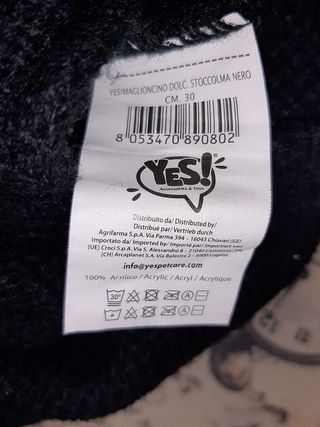 YES!MAGLIONCINO DOLC. STOCCOLMA NERO
CM. 30
8 053470 890802
YES!
Accessories & Toys
Distribuito da/ Distributed by/
Distribué par/ Vertrieb durch
Agrifarma S.p.A. Via Parma 394 - 16043 Chiavari (GE)
Importato da/ Imported by/ Importé par/ Importiert von/
[UE] Croci S.p.A. Via S. Alessandro 8 - 21040 Castronno (VA)
[CH] Arcaplanet S.A. Via Balestra 2 - 6900 Lugano
info@yespetcare.com
100% Acrilico / Acrylic / Acryl / Acrylique
30°